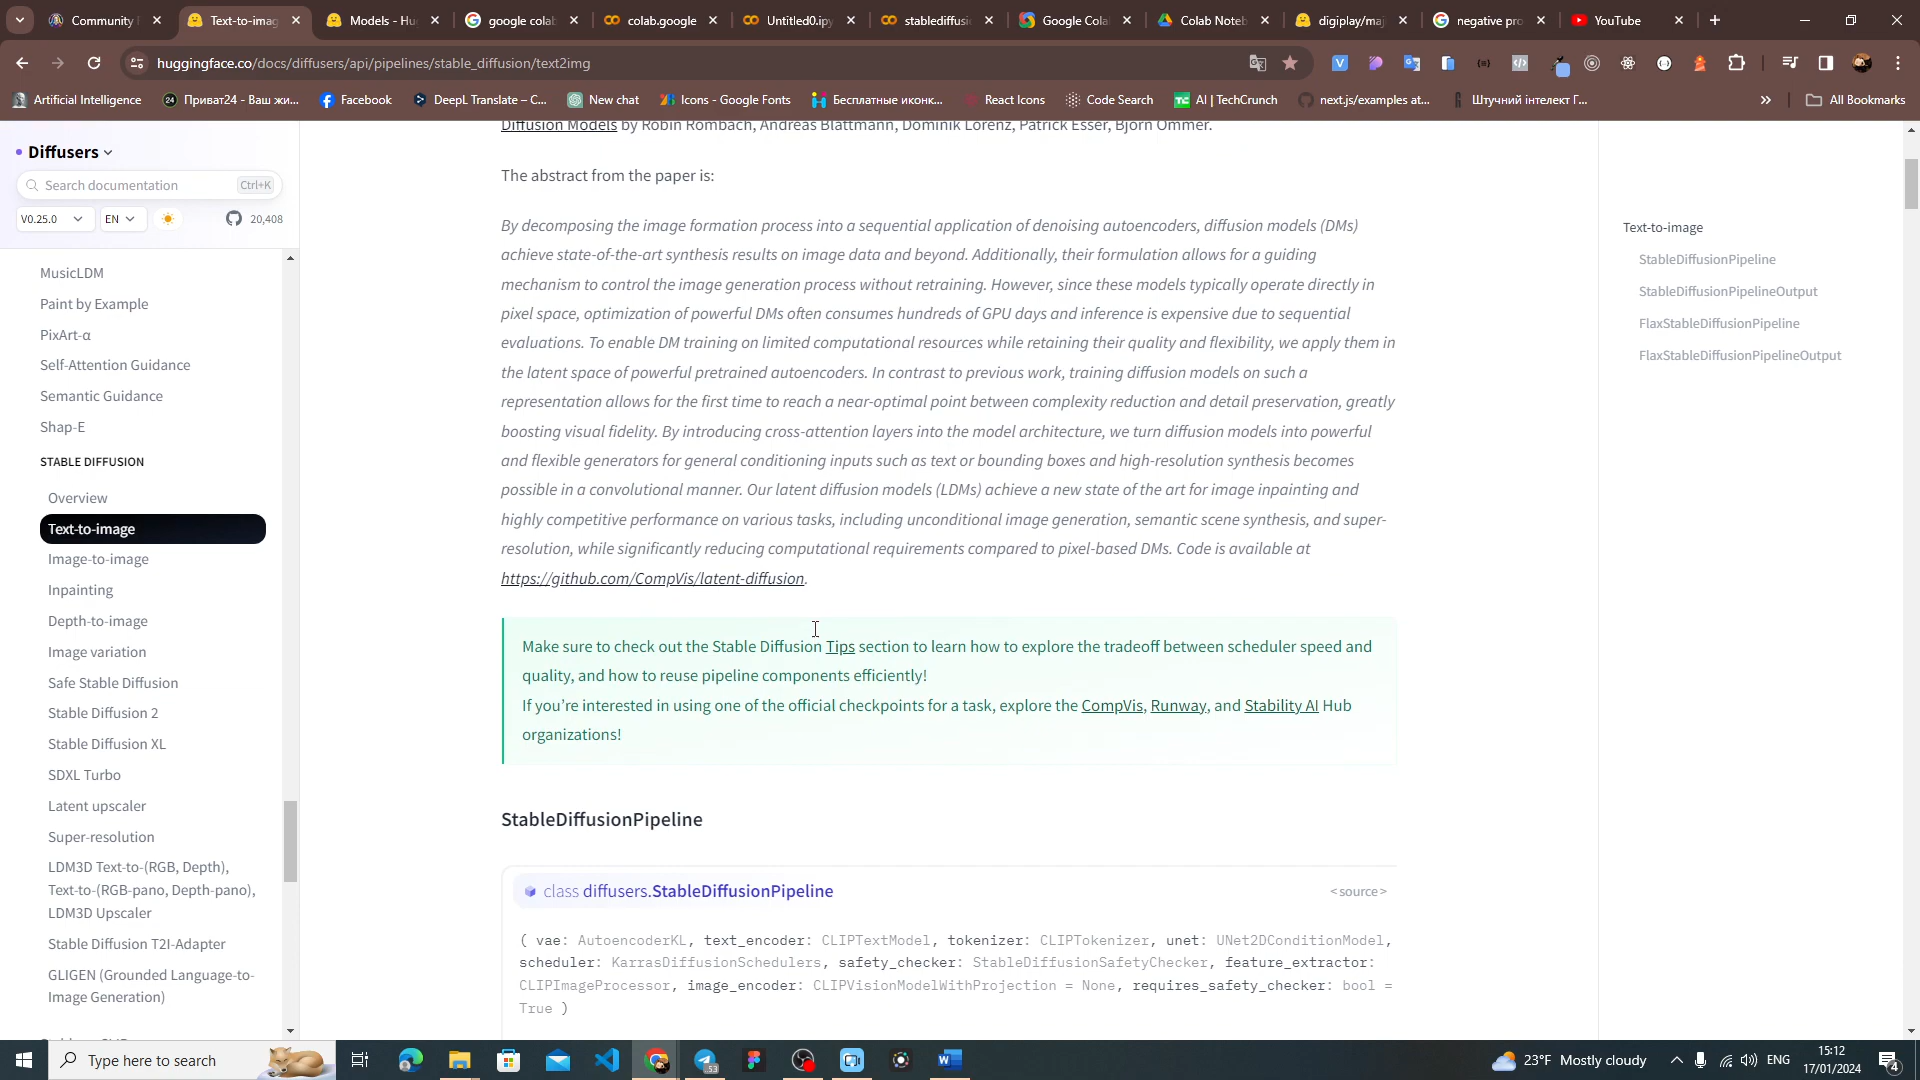 Community
Text-to-imag
Models - Hu
google colab
colab.google
Untitled0.ipy
stablediffusi
Google Cola
Colab Noteb
digiplay/maj
negative pro
YouTube
huggingface.co/docs/diffusers/api/pipelines/stable_diffusion/text2img
Artificial Intelligence
Приват24 - Ваш жи...
Facebook
DeepL Translate – C...
New chat
Icons - Google Fonts
Бесплатные иконк...
React Icons
Code Search
AI | TechCrunch
next.js/examples at...
Штучний інтелект Г...
»
All Bookmarks
Diffusers
Search documentation
Ctrl+K
V0.25.0
EN
20,408
MusicLDM
Paint by Example
PixArt-α
Self-Attention Guidance
Semantic Guidance
Shap-E
STABLE DIFFUSION
Overview
Text-to-image
Image-to-image
Inpainting
Depth-to-image
Image variation
Safe Stable Diffusion
Stable Diffusion 2
Stable Diffusion XL
SDXL Turbo
Latent upscaler
Super-resolution
LDM3D Text-to-(RGB, Depth),
Text-to-(RGB-pano, Depth-pano),
LDM3D Upscaler
Stable Diffusion T2I-Adapter
GLIGEN (Grounded Language-to-
Image Generation)
Diffusion Models by Robin Rombach, Andreas Blattmann, Dominik Lorenz, Patrick Esser, Björn Ommer.
The abstract from the paper is:
By decomposing the image formation process into a sequential application of denoising autoencoders, diffusion models (DMs)
achieve state-of-the-art synthesis results on image data and beyond. Additionally, their formulation allows for a guiding
mechanism to control the image generation process without retraining. However, since these models typically operate directly in
pixel space, optimization of powerful DMs often consumes hundreds of GPU days and inference is expensive due to sequential
evaluations. To enable DM training on limited computational resources while retaining their quality and flexibility, we apply them in
the latent space of powerful pretrained autoencoders. In contrast to previous work, training diffusion models on such a
representation allows for the first time to reach a near-optimal point between complexity reduction and detail preservation, greatly
boosting visual fidelity. By introducing cross-attention layers into the model architecture, we turn diffusion models into powerful
and flexible generators for general conditioning inputs such as text or bounding boxes and high-resolution synthesis becomes
possible in a convolutional manner. Our latent diffusion models (LDMs) achieve a new state of the art for image inpainting and
highly competitive performance on various tasks, including unconditional image generation, semantic scene synthesis, and super-
resolution, while significantly reducing computational requirements compared to pixel-based DMs. Code is available at
https://github.com/CompVis/latent-diffusion.
Make sure to check out the Stable Diffusion Tips section to learn how to explore the tradeoff between scheduler speed and
quality, and how to reuse pipeline components efficiently!
If you’re interested in using one of the official checkpoints for a task, explore the CompVis, Runway, and Stability AI Hub
organizations!
StableDiffusionPipeline
class diffusers.StableDiffusionPipeline
<source>
( vae: AutoencoderKL, text_encoder: CLIPTextModel, tokenizer: CLIPTokenizer, unet: UNet2DConditionModel,
scheduler: KarrasDiffusionSchedulers, safety_checker: StableDiffusionSafetyChecker, feature_extractor:
CLIPImageProcessor, image_encoder: CLIPVisionModelWithProjection = None, requires_safety_checker: bool =
True )
Text-to-image
StableDiffusionPipeline
StableDiffusionPipelineOutput
FlaxStableDiffusionPipeline
FlaxStableDiffusionPipelineOutput
Type here to search
53
23°F Mostly cloudy
ENG
15:12
17/01/2024
4